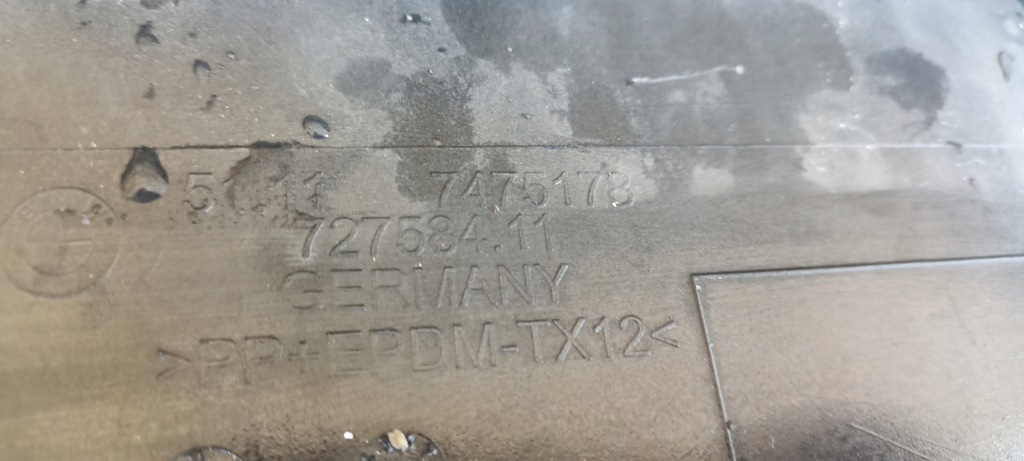 51.11 7475178
727584.11
GERMANY
>PP+EPDM-TX12<